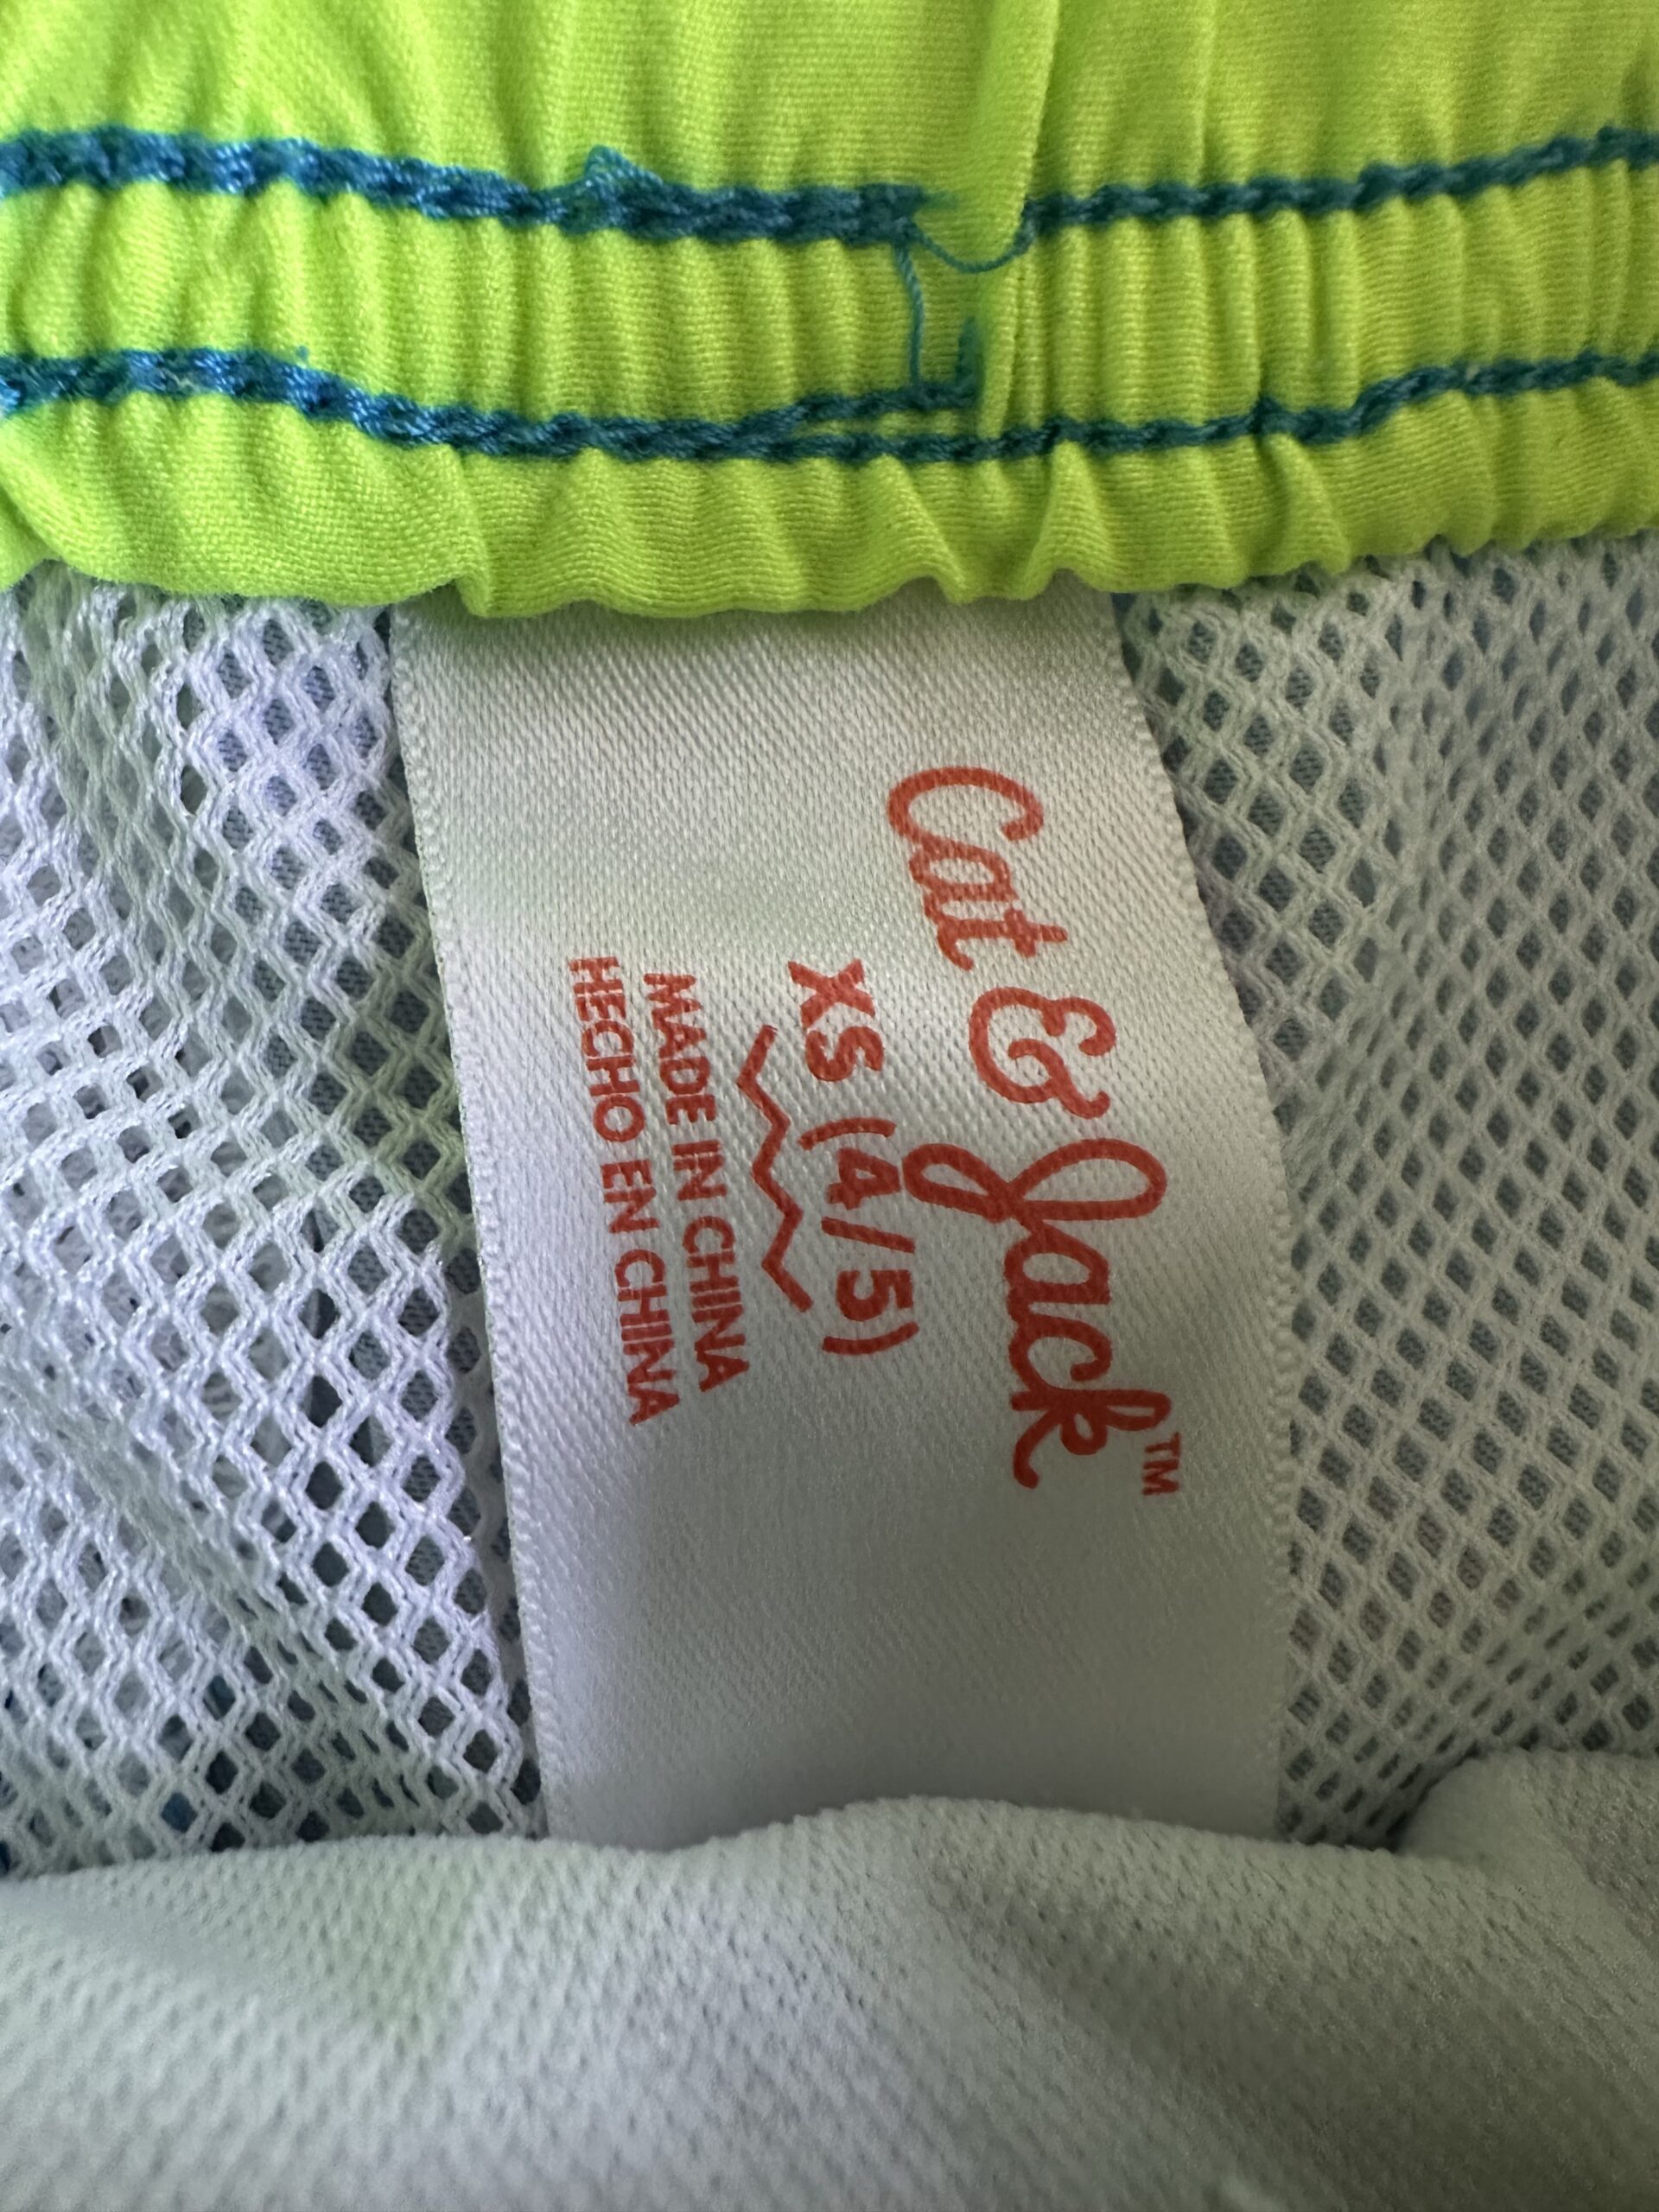 Cat & Jack™
XS (4/5)
MADE IN CHINA
HECHO EN CHINA